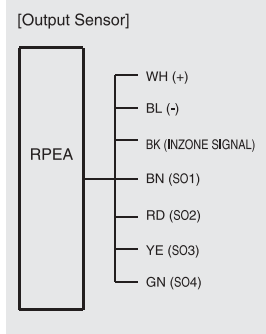 [Output Sensor]
RPEA
WH (+)
BL (-)
BK (INZONE SIGNAL)
BN (SO1)
RD (SO2)
YE (SO3)
GN (SO4)